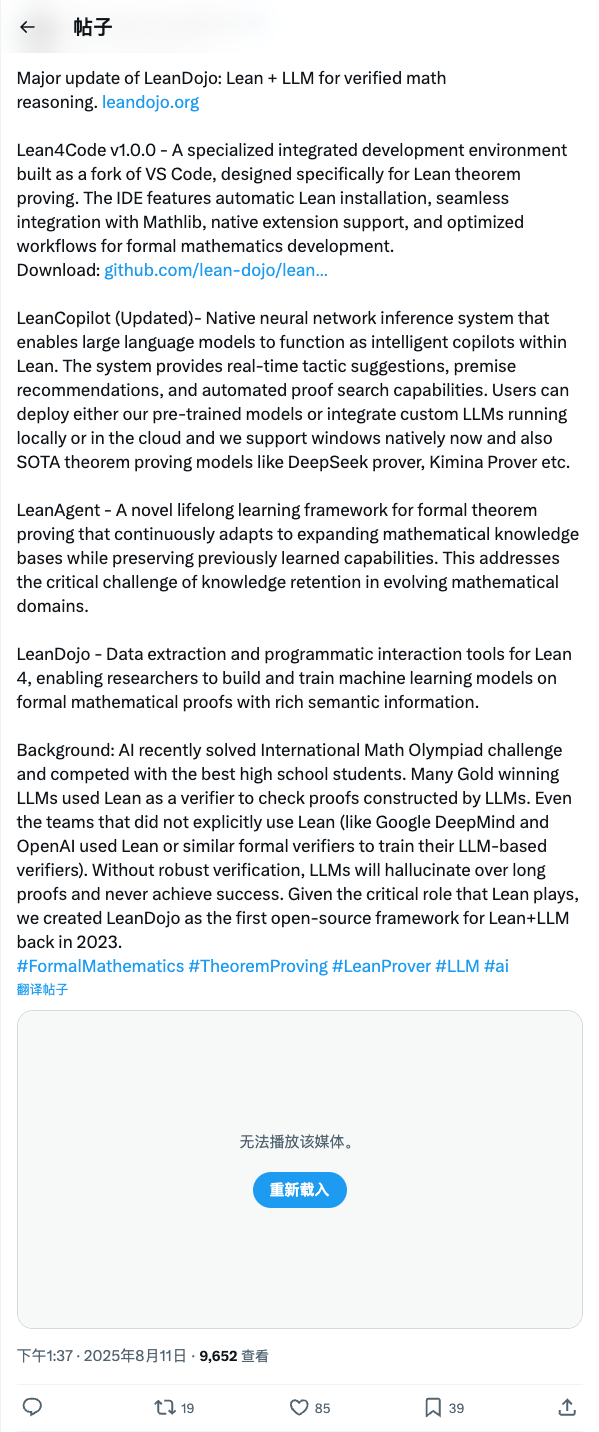 帖子
Major update of LeanDojo: Lean + LLM for verified math
reasoning. leandojo.org
Lean4Code v1.0.0 - A specialized integrated development environment
built as a fork of VS Code, designed specifically for Lean theorem
proving. The IDE features automatic Lean installation, seamless
integration with Mathlib, native extension support, and optimized
workflows for formal mathematics development.
Download: github.com/lean-dojo/lean…
LeanCopilot (Updated)- Native neural network inference system that
enables large language models to function as intelligent copilots within
Lean. The system provides real-time tactic suggestions, premise
recommendations, and automated proof search capabilities. Users can
deploy either our pre-trained models or integrate custom LLMs running
locally or in the cloud and we support windows natively now and also
SOTA theorem proving models like DeepSeek prover, Kimina Prover etc.
LeanAgent - A novel lifelong learning framework for formal theorem
proving that continuously adapts to expanding mathematical knowledge
bases while preserving previously learned capabilities. This addresses
the critical challenge of knowledge retention in evolving mathematical
domains.
LeanDojo - Data extraction and programmatic interaction tools for Lean
4, enabling researchers to build and train machine learning models on
formal mathematical proofs with rich semantic information.
Background: AI recently solved International Math Olympiad challenge
and competed with the best high school students. Many Gold winning
LLMs used Lean as a verifier to check proofs constructed by LLMs. Even
the teams that did not explicitly use Lean (like Google DeepMind and
OpenAI used Lean or similar formal verifiers to train their LLM-based
verifiers). Without robust verification, LLMs will hallucinate over long
proofs and never achieve success. Given the critical role that Lean plays,
we created LeanDojo as the first open-source framework for Lean+LLM
back in 2023.
#FormalMathematics #TheoremProving #LeanProver #LLM #ai
翻译帖子
无法播放该媒体。
重新载入
下午1:37 · 2025年8月11日 · 9,652 查看
19 85 39